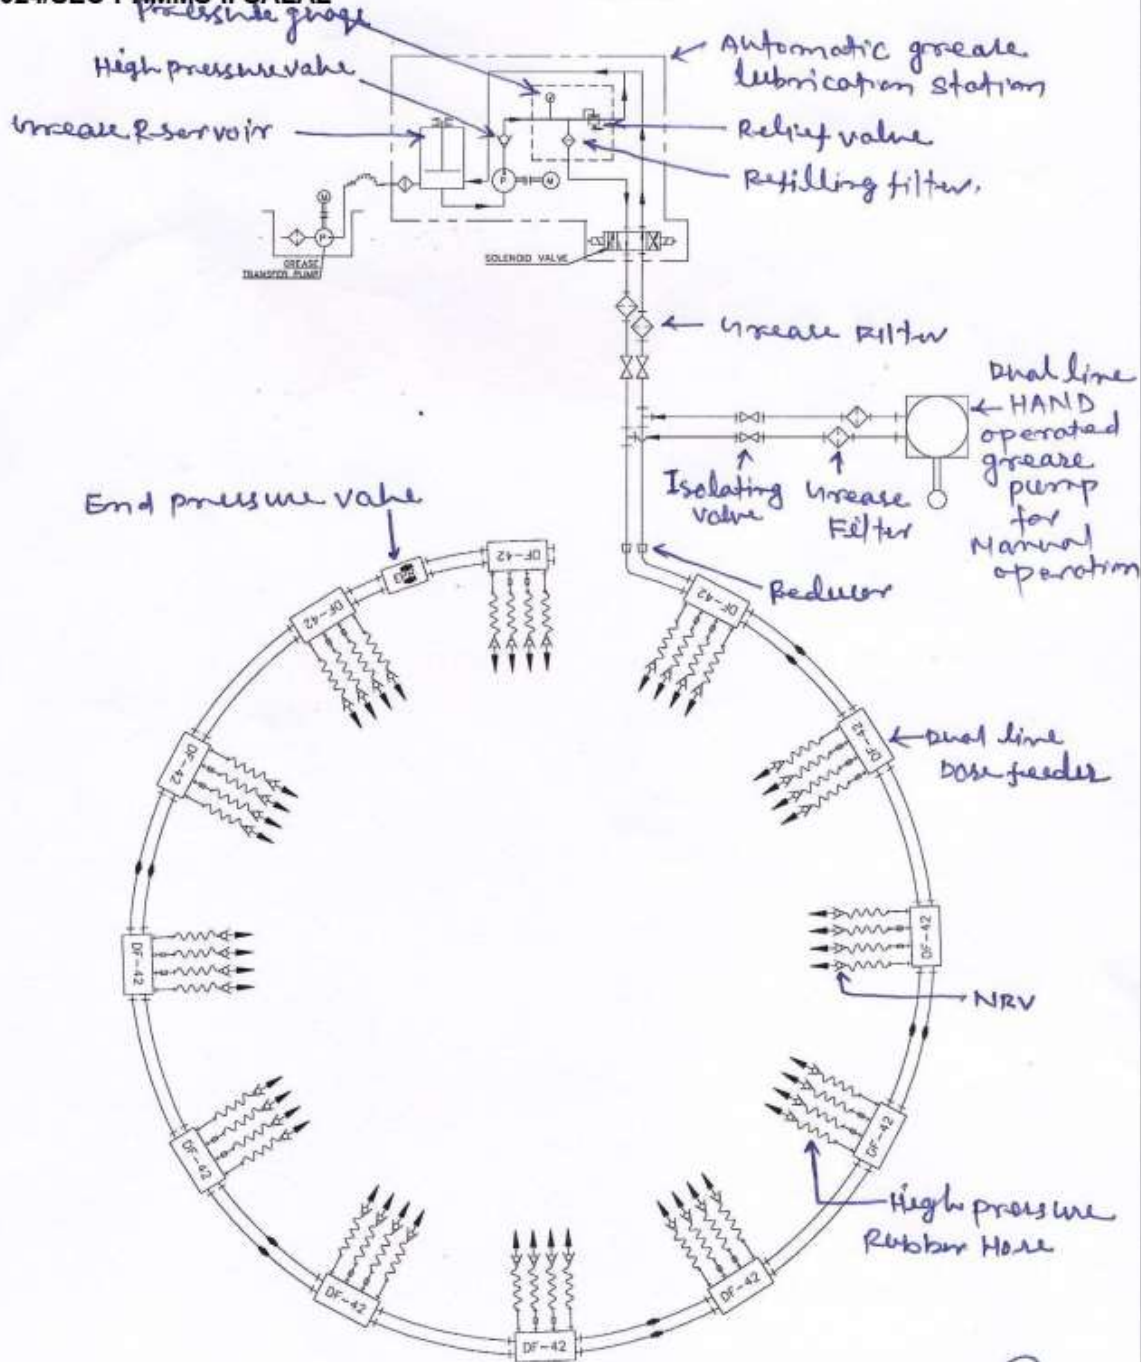 Pressure guage
High pressure valve
Grease Rservoir
Automatic grease
lubrication station
Relief valve
Refilling filter.
M
P
GREASE
TRANSFER PUMP
P
M
SOLENOID VALVE
Grease Filter
Dual line
HAND
operated
grease
pump
for
Manual
operation
Isolating
valve
Grease
Filter
End pressure valve
Reducer
DF-42
DF-42
DF-42
DF-42
Dual line
Dose feeder
DF-42
DF-42
DF-42
NRV
DF-42
DF-42
High pressure
Rubber Hose
DF-42
DF-42
DF-42